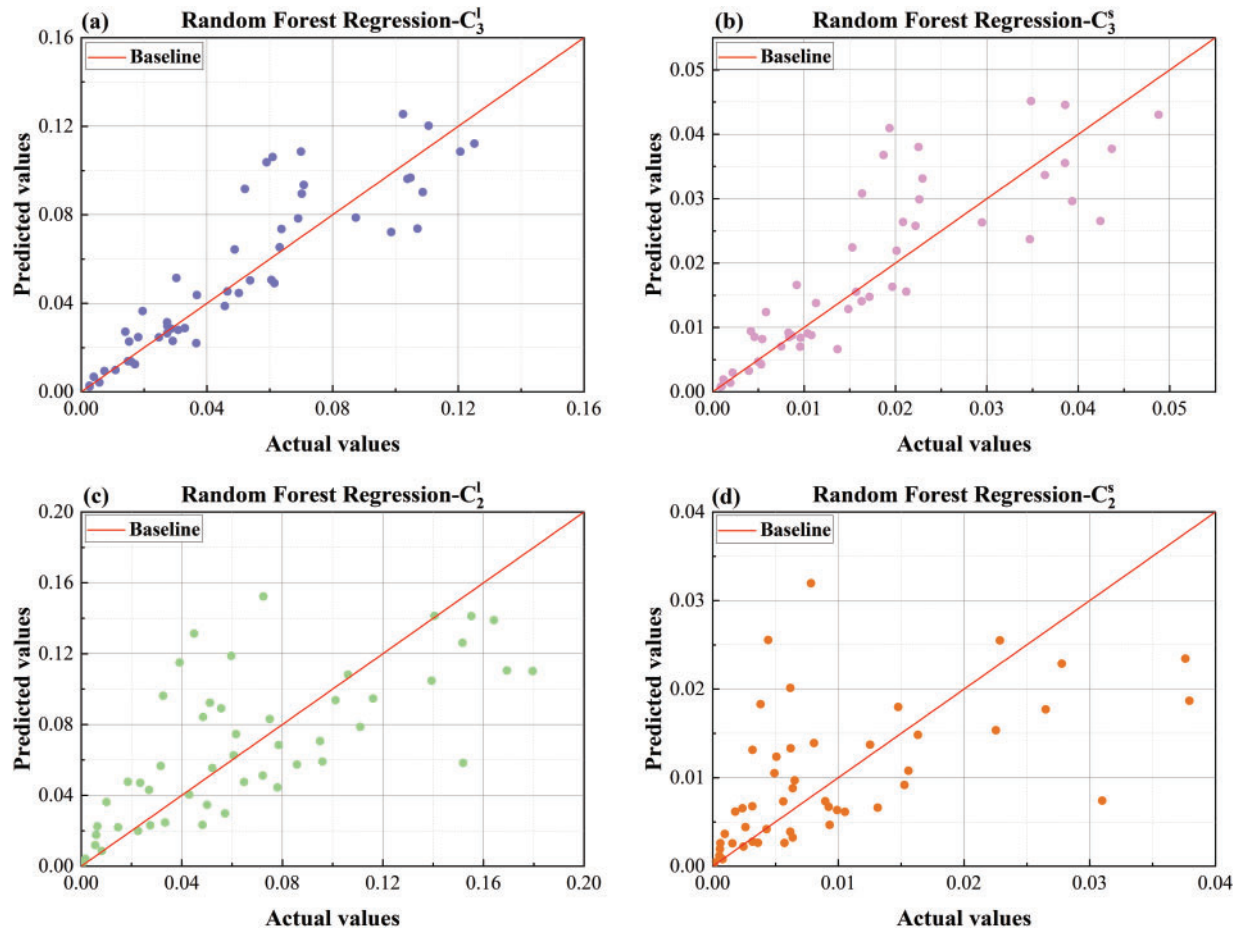 (a) Random Forest Regression-C₃ˡ
0.16
Baseline
0.12
0.08
0.04
0.00
Predicted values
0.00 0.04 0.08 0.12 0.16
Actual values
(b) Random Forest Regression-C₃ˢ
Baseline
0.05
0.04
0.03
0.02
0.01
0.00
Predicted values
0.00 0.01 0.02 0.03 0.04 0.05
Actual values
(c) Random Forest Regression-C₂ˡ
0.20
Baseline
0.16
0.12
0.08
0.04
0.00
Predicted values
0.00 0.04 0.08 0.12 0.16 0.20
Actual values
(d) Random Forest Regression-C₂ˢ
0.04
Baseline
0.03
0.02
0.01
0.00
Predicted values
0.00 0.01 0.02 0.03 0.04
Actual values